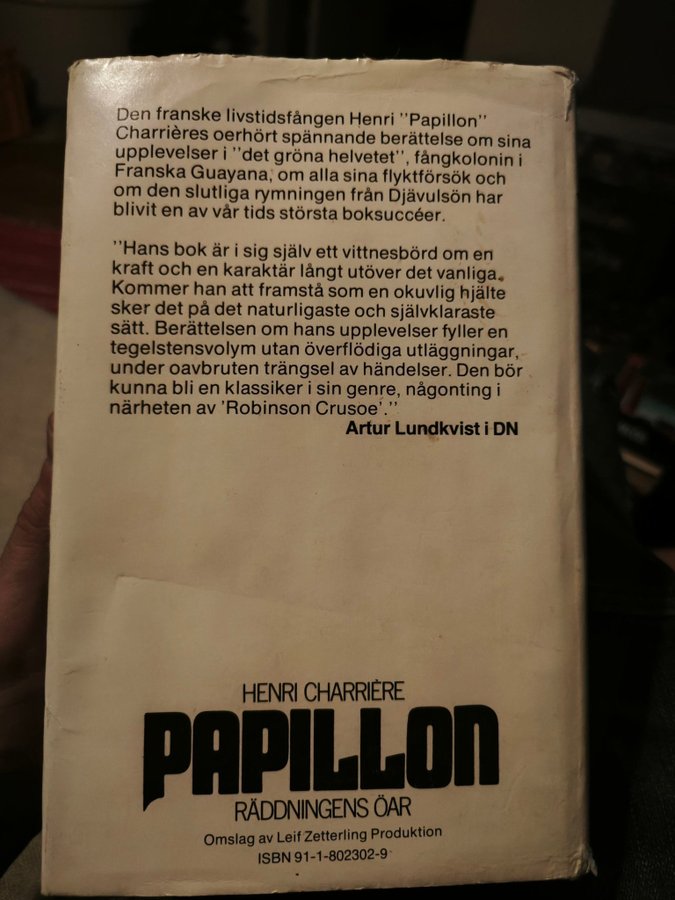 Den franske livstidsfången Henri ''Papillon''
Charrières oerhört spännande berättelse om sina
upplevelser i ''det gröna helvetet'', fångkolonin i
Franska Guayana, om alla sina flyktförsök och
om den slutliga rymningen från Djävulsön har
blivit en av vår tids största boksuccéer.
''Hans bok är i sig själv ett vittnesbörd om en
kraft och en karaktär långt utöver det vanliga.
Kommer han att framstå som en okuvlig hjälte
sker det på det naturligaste och självklaraste
sätt. Berättelsen om hans upplevelser fyller en
tegelstensvolym utan överflödiga utläggningar,
under oavbruten trängsel av händelser. Den bör
kunna bli en klassiker i sin genre, någonting i
närheten av 'Robinson Crusoe'.''
Artur Lundkvist i DN
HENRI CHARRIÈRE
PAPILLON
RÄDDNINGENS ÖAR
Omslag av Leif Zetterling Produktion
ISBN 91-1-802302-9